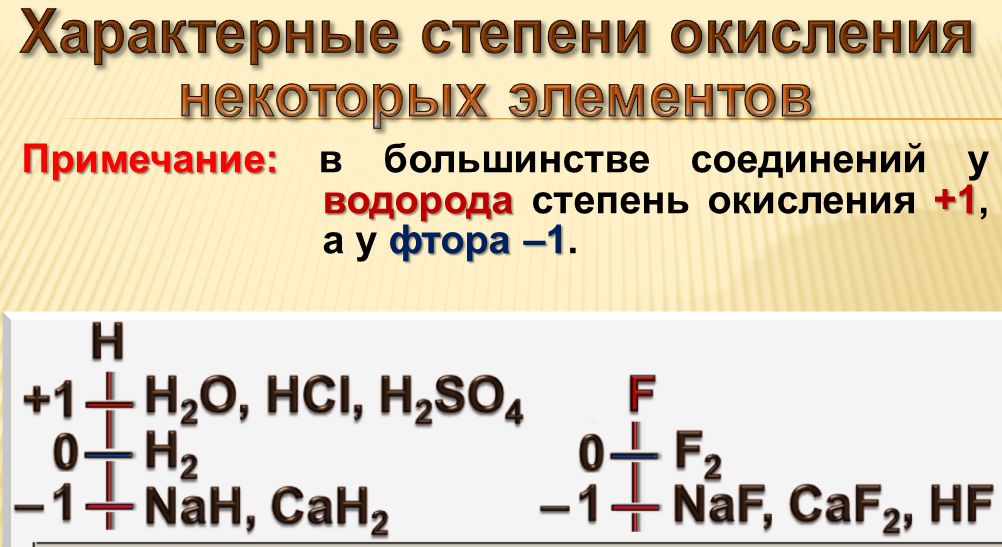 Характерные степени окисления
некоторых элементов
Примечание: в большинстве соединений у
водорода степень окисления +1,
а у фтора –1.
H
+1 H₂O, HCl, H₂SO₄
0 H₂
–1 NaH, CaH₂
F
0 F₂
–1 NaF, CaF₂, HF